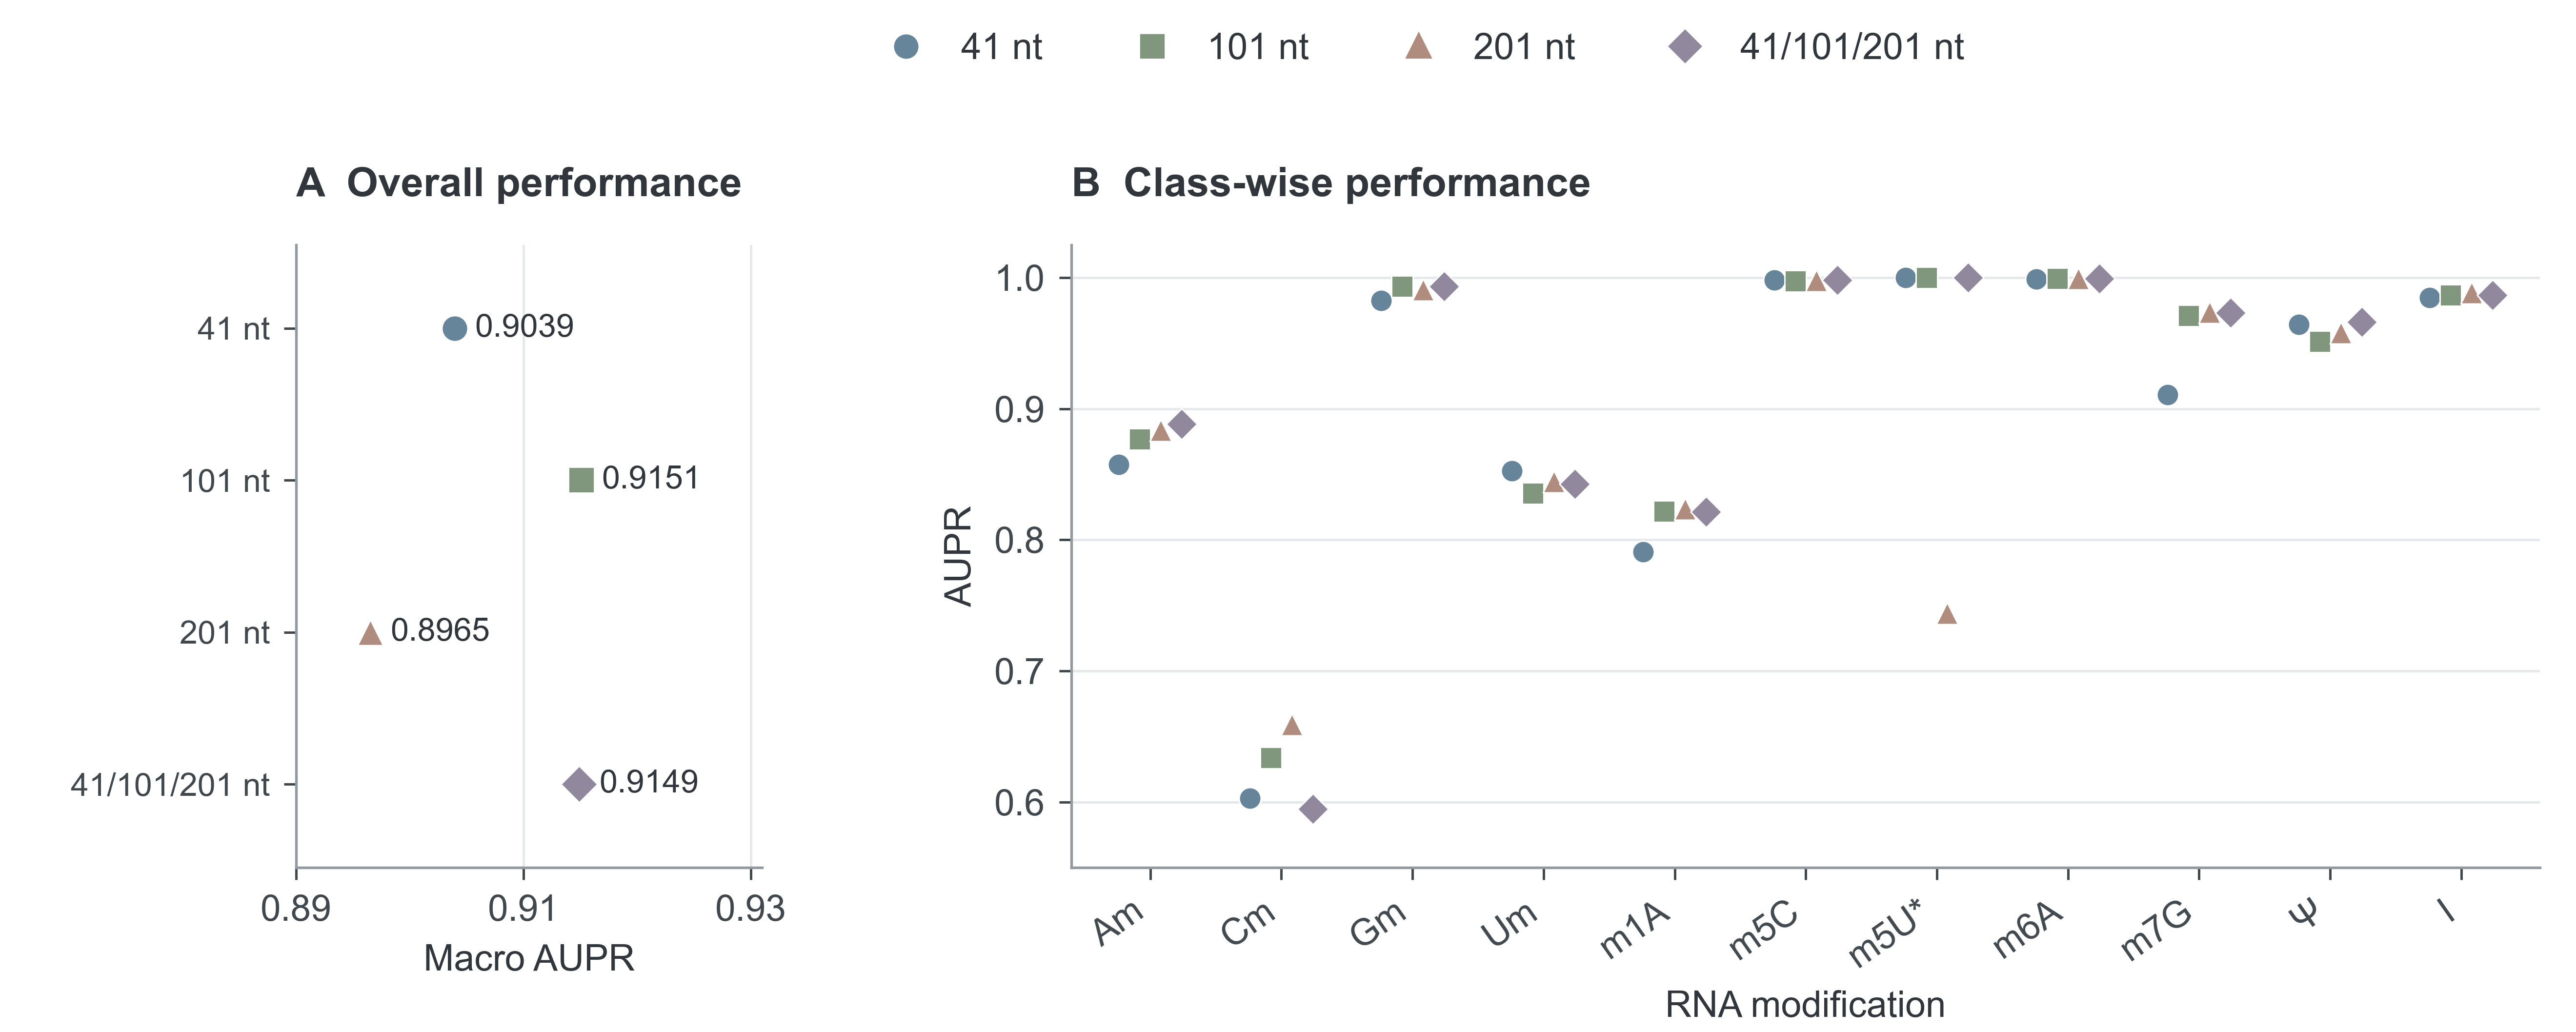 41 nt 101 nt 201 nt 41/101/201 nt
A Overall performance
41 nt
0.9039
101 nt
0.9151
201 nt
0.8965
41/101/201 nt
0.9149
0.89 0.91 0.93
Macro AUPR
B Class-wise performance
1.0
0.9
0.8
0.7
0.6
AUPR
Am Cm Gm Um m1A m5C m5U* m6A m7G Ψ I
RNA modification